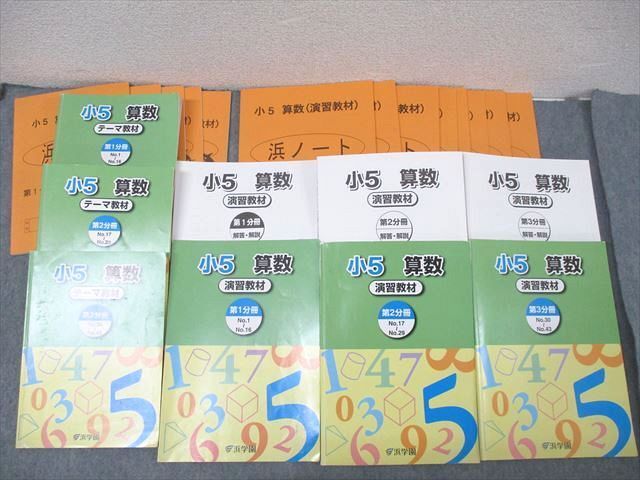 小5 算数
浜
第1
小5 算数(演習教材)
浜ノート
小5 算数
テーマ教材
第1分冊
No.1
No.16
小5 算数
テーマ教材
第2分冊
No.17
小5 算数
テーマ教材
小5 算数
演習教材
第1分冊
解答・解説
小5 算数
演習教材
第2分冊
解答・解説
小5 算数
演習教材
第3分冊
解答・解説
小5 算数
演習教材
第1分冊
No.1
No.16
小5 算数
演習教材
第2分冊
No.17
No.29
小5 算数
演習教材
第3分冊
No.30
No.43
浜学園
浜学園
浜学園
浜学園